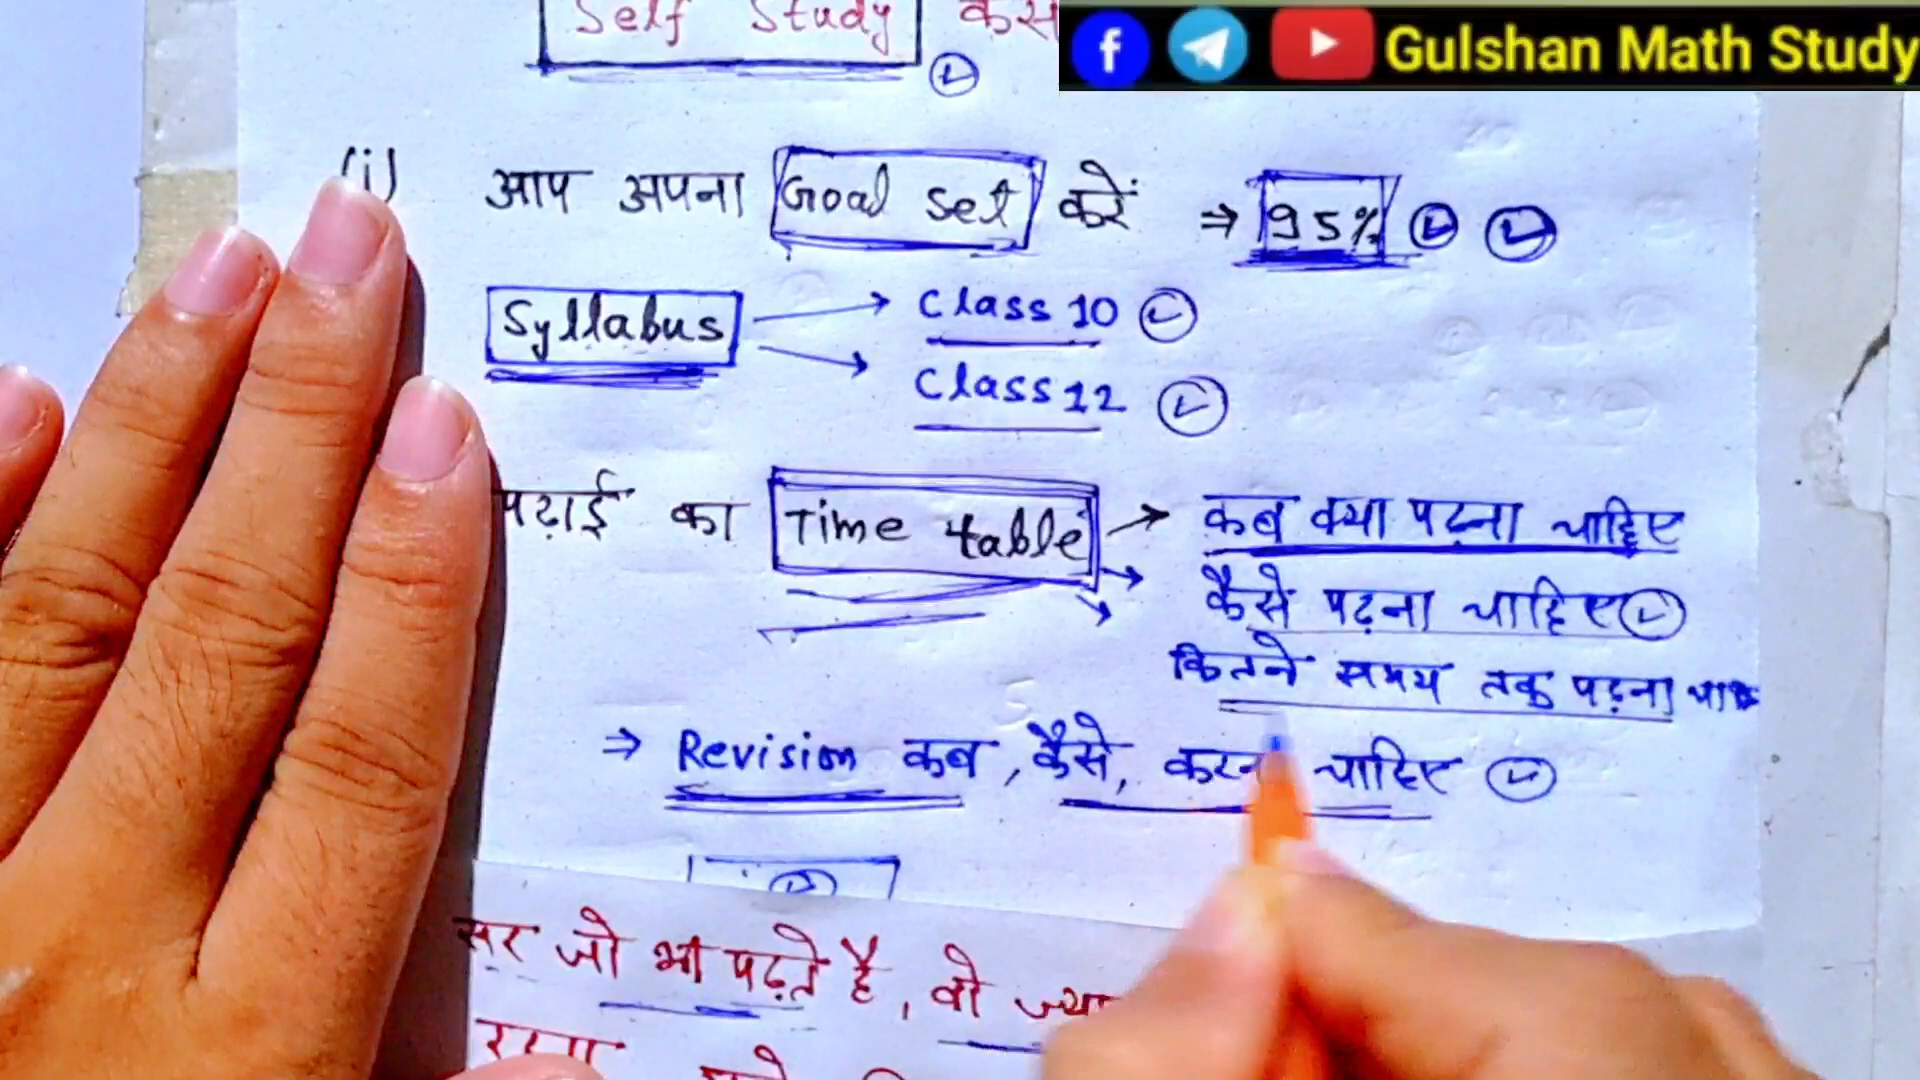 Self Study कैसे
Gulshan Math Study
(i) आप अपना Goal set करें ⇒ 95%
Syllabus → Class 10
→ Class 12
पढ़ाई का Time table → कब क्या पढ़ना चाहिए
कैसे पढ़ना चाहिए
कितने समय तक पढ़ना
⇒ Revision कब, कैसे, करना चाहिए
सर जो भी पढ़ते है, वो